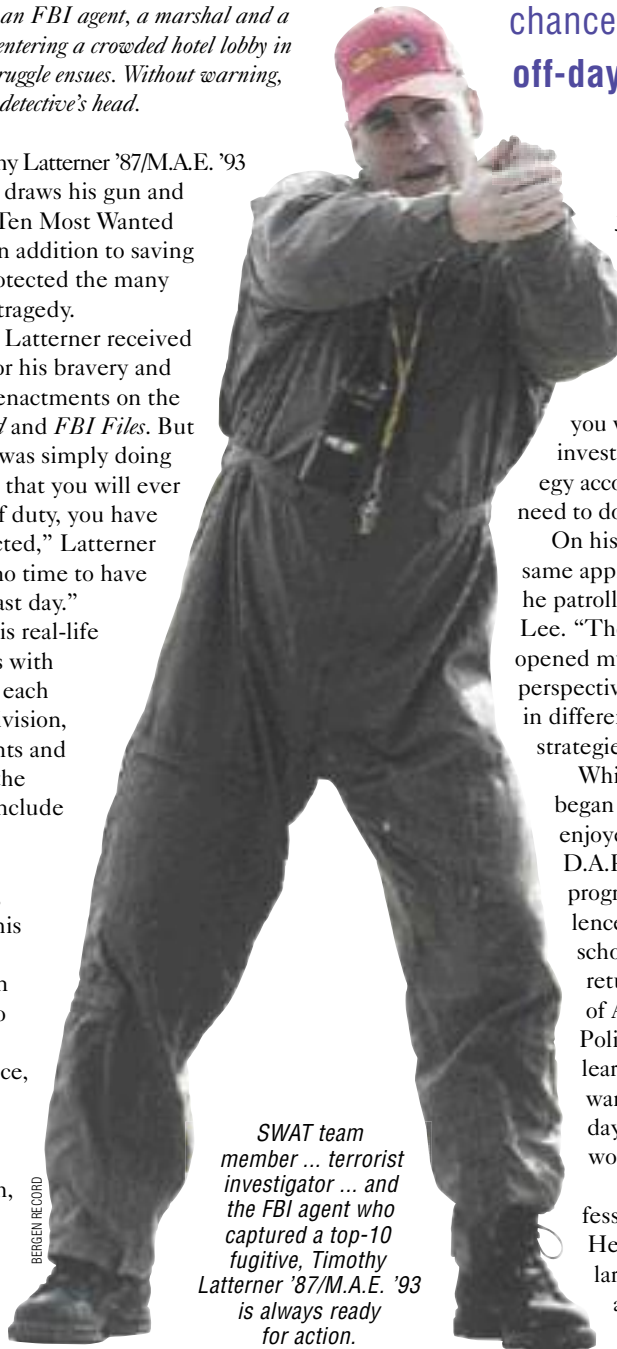 an FBI agent, a marshal and a
entering a crowded hotel lobby in
ruggle ensues. Without warning,
detective's head.
ny Latterner '87/M.A.E. '93
draws his gun and
Ten Most Wanted
n addition to saving
otected the many
tragedy.
Latterner received
or his bravery and
enactments on the
d and FBI Files. But
was simply doing
that you will ever
f duty, you have
cted," Latterner
no time to have
ast day."
is real-life
s with
each
vision,
nts and
the
nclude
his
n
o
ce,
n,
BERGEN RECORD
SWAT team
member ... terrorist
investigator ... and
the FBI agent who
captured a top-10
fugitive, Timothy
Latterner '87/M.A.E. '93
is always ready
for action.
chance
off-day
you w
invest
egy acco
need to do
On his
same app
he patroll
Lee. "The
opened mu
perspectiv
in differen
strategie
Whi
began
enjoye
D.A.R
progr
lence
scho
retu
of A
Poli
lear
wan
day
wo
fess
He
lar
a